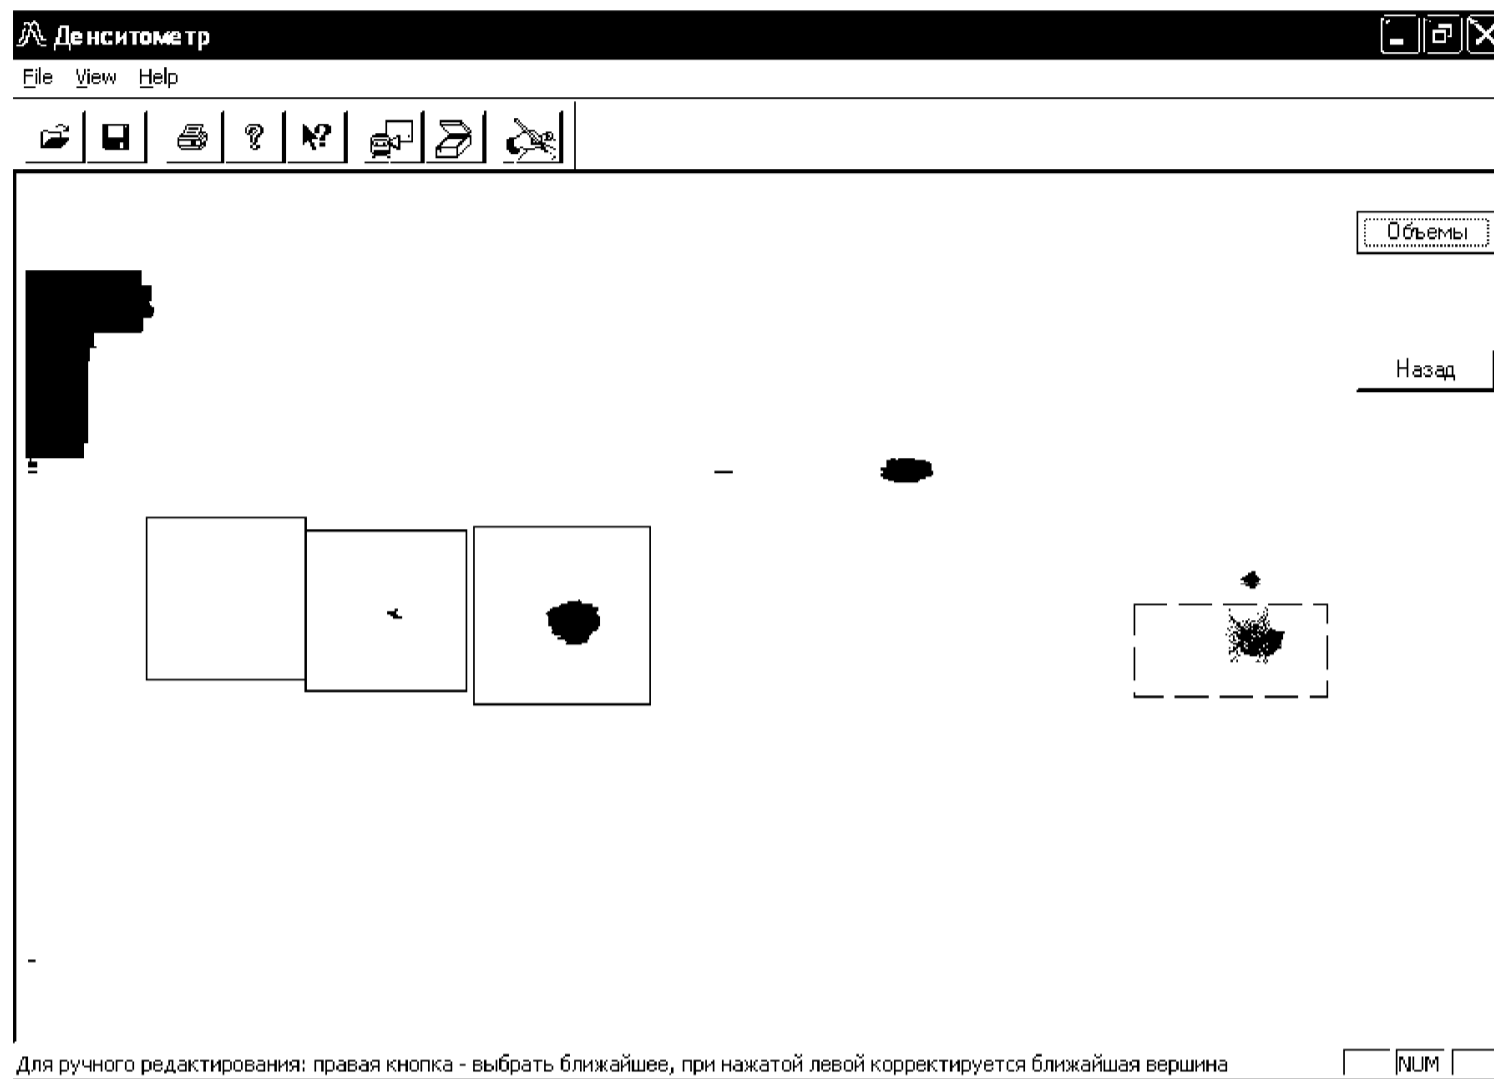 Денситометр
File View Help
Объемы
Назад
Для ручного редактирования: правая кнопка - выбрать ближайшее, при нажатой левой корректируется ближайшая вершина
NUM